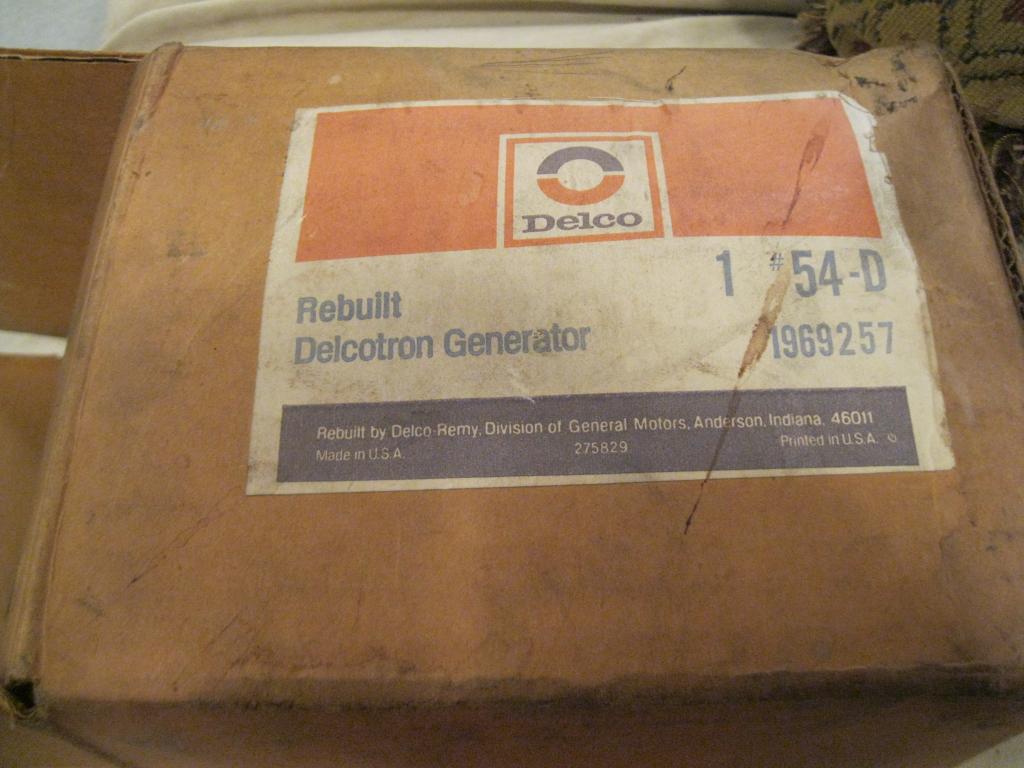 Delco
1 #54-D
Rebuilt
Delcotron Generator
1969257
Rebuilt by Delco-Remy, Division of General Motors, Anderson, Indiana, 46011
Made in U.S.A. 275829 Printed in U.S.A.